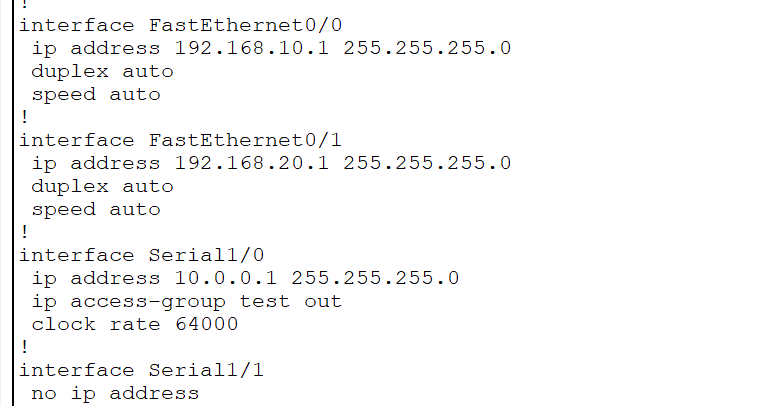 !
interface FastEthernet0/0
ip address 192.168.10.1 255.255.255.0
duplex auto
speed auto
!
interface FastEthernet0/1
ip address 192.168.20.1 255.255.255.0
duplex auto
speed auto
!
interface Serial1/0
ip address 10.0.0.1 255.255.255.0
ip access-group test out
clock rate 64000
!
interface Serial1/1
no ip address